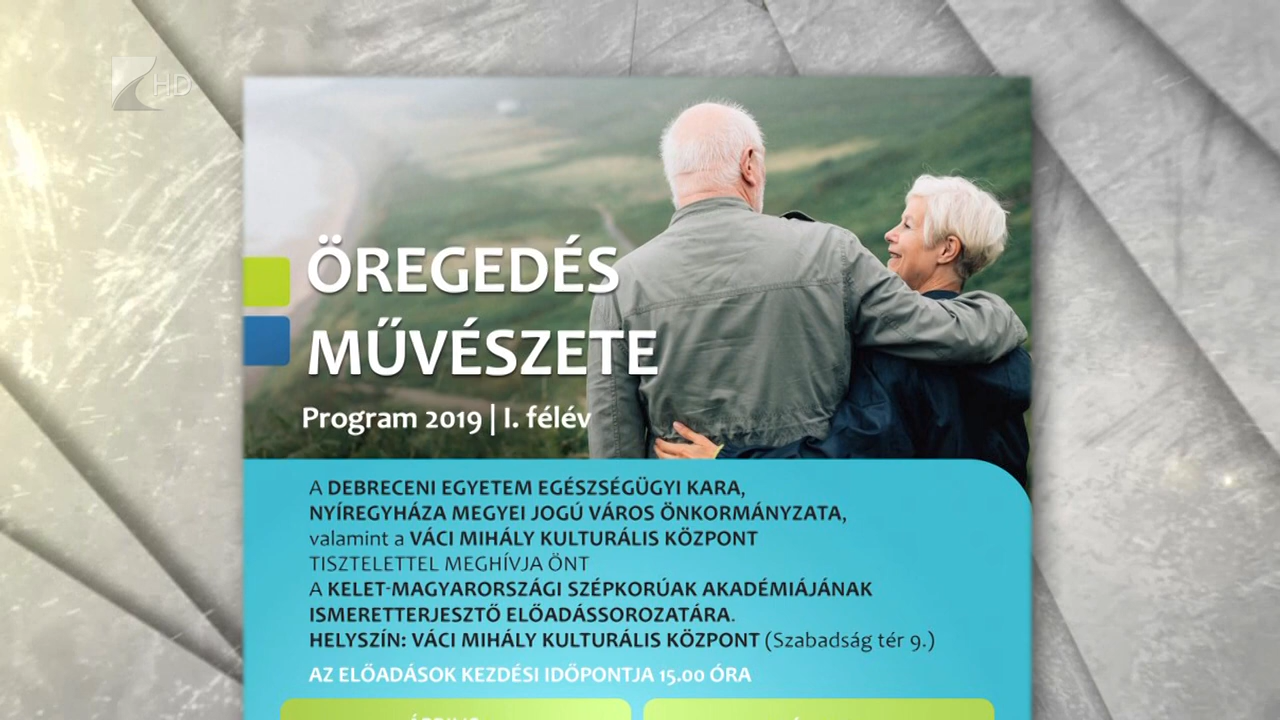 HD
ÖREGEDÉS
MŰVÉSZETE
Program 2019 | I. félév
A DEBRECENI EGYETEM EGÉSZSÉGÜGYI KARA,
NYÍREGYHÁZA MEGYEI JOGÚ VÁROS ÖNKORMÁNYZATA,
valamint a VÁCI MIHÁLY KULTURÁLIS KÖZPONT
TISZTELETTEL MEGHÍVJA ÖNT
A KELET-MAGYARORSZÁGI SZÉPKORÚAK AKADÉMIÁJÁNAK
ISMERETTERJESZTŐ ELŐADÁSSOROZATÁRA.
HELYSZÍN: VÁCI MIHÁLY KULTURÁLIS KÖZPONT (Szabadság tér 9.)
AZ ELŐADÁSOK KEZDÉSI IDŐPONTJA 15.00 ÓRA